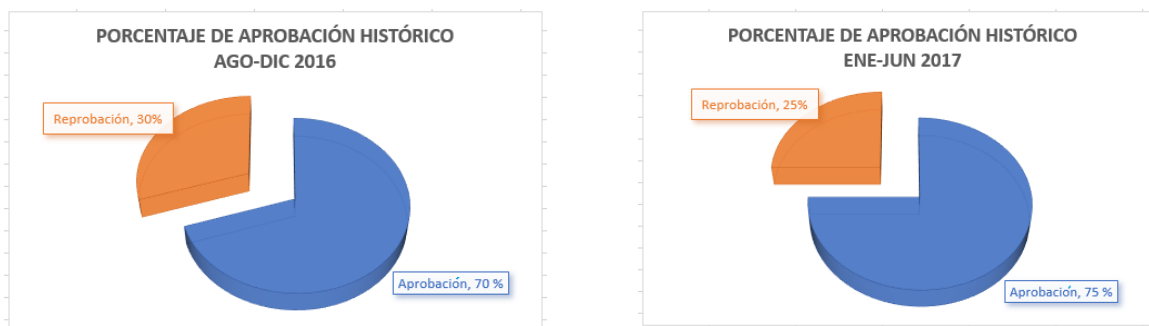 PORCENTAJE DE APROBACIÓN HISTÓRICO
AGO-DIC 2016
Reprobación, 30%
Aprobación, 70 %
PORCENTAJE DE APROBACIÓN HISTÓRICO
ENE-JUN 2017
Reprobación, 25%
Aprobación, 75 %